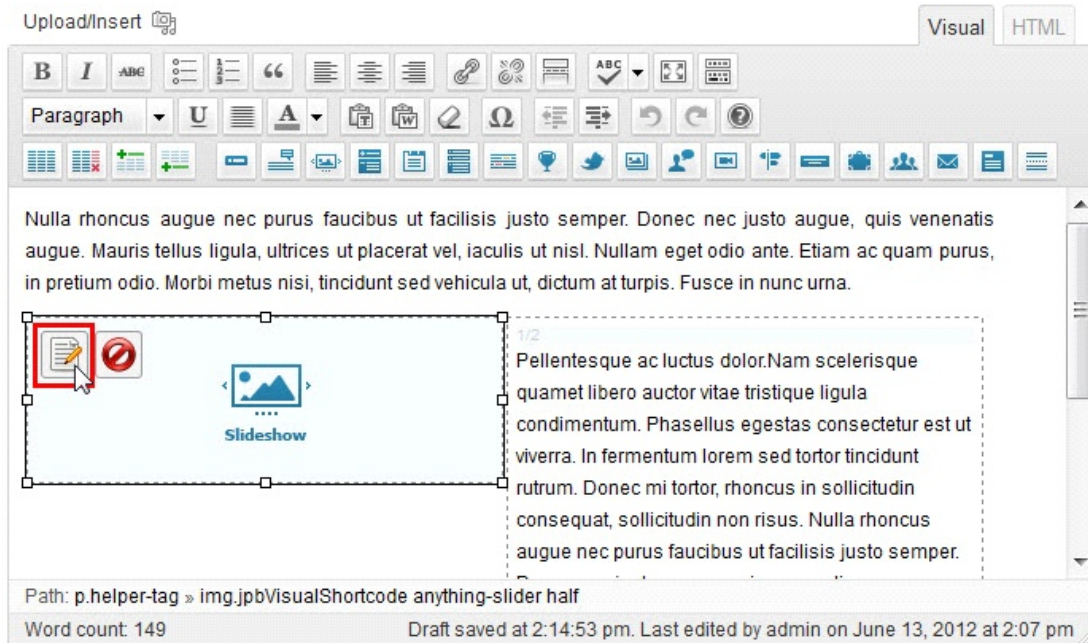 Upload/Insert
Visual
HTML
B I ABC “ ABC
Paragraph U A T W Ω ?
Nulla rhoncus augue nec purus faucibus ut facilisis justo semper. Donec nec justo augue, quis venenatis
augue. Mauris tellus ligula, ultrices ut placerat vel, iaculis ut nisl. Nullam eget odio ante. Etiam ac quam purus,
in pretium odio. Morbi metus nisi, tincidunt sed vehicula ut, dictum at turpis. Fusce in nunc urna.
Slideshow
1/2
Pellentesque ac luctus dolor.Nam scelerisque
quamet libero auctor vitae tristique ligula
condimentum. Phasellus egestas consectetur est ut
viverra. In fermentum lorem sed tortor tincidunt
rutrum. Donec mi tortor, rhoncus in sollicitudin
consequat, sollicitudin non risus. Nulla rhoncus
augue nec purus faucibus ut facilisis justo semper.
Path: p.helper-tag » img.jpbVisualShortcode anything-slider half
Word count: 149
Draft saved at 2:14:53 pm. Last edited by admin on June 13, 2012 at 2:07 pm